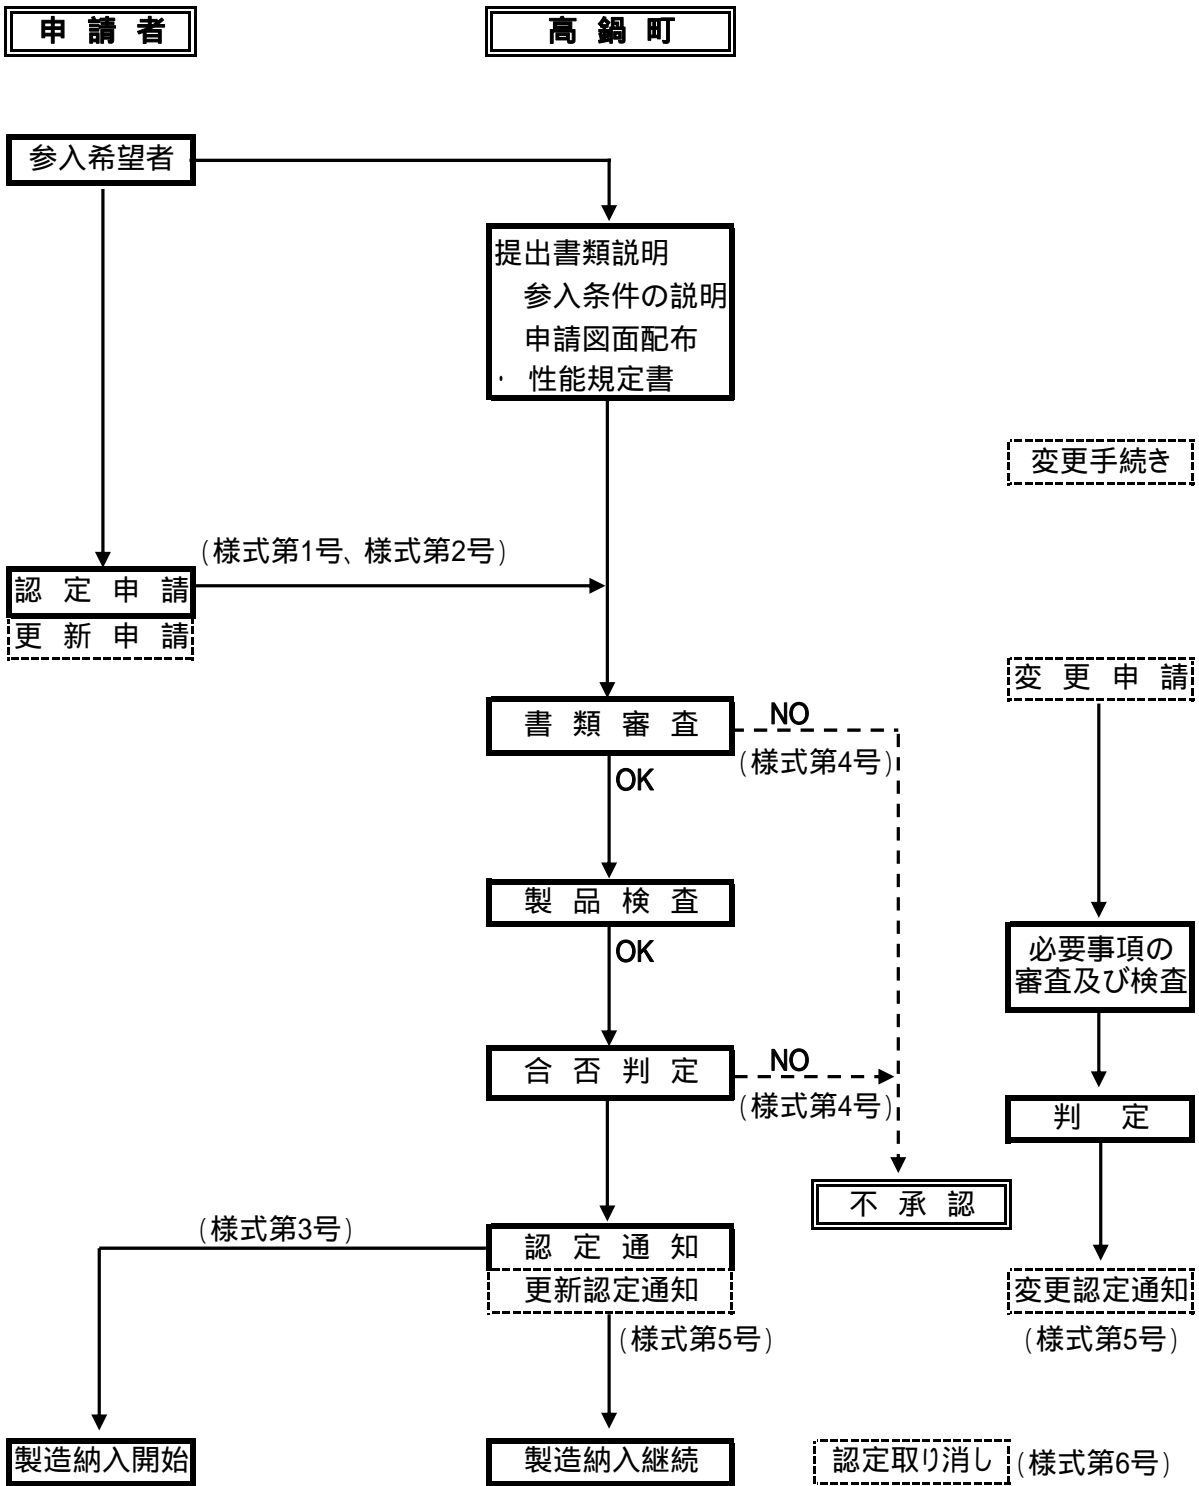 申 請 者
高 鍋 町
参入希望者
提出書類説明
参入条件の説明
申請図面配布
・ 性能規定書
変更手続き
(様式第1号、様式第2号)
認 定 申 請
更 新 申 請
変 更 申 請
書 類 審 査
NO
(様式第4号)
OK
製 品 検 査
OK
必要事項の
審査及び検査
合 否 判 定
NO
(様式第4号)
判 定
不 承 認
(様式第3号)
認 定 通 知
更新認定通知
変更認定通知
(様式第5号)
(様式第5号)
製造納入開始
製造納入継続
認定取り消し
(様式第6号)